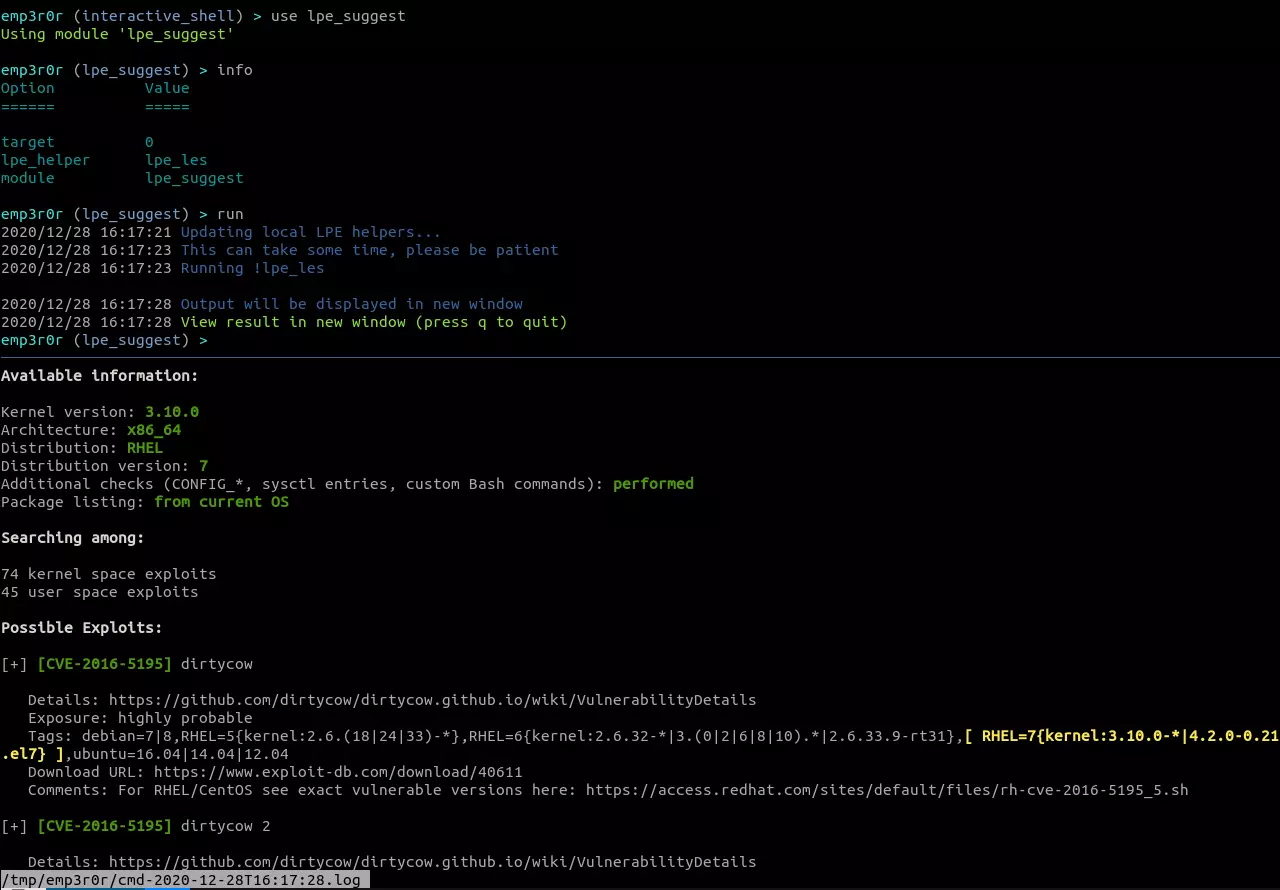 emp3r0r (interactive_shell) > use lpe_suggest
Using module 'lpe_suggest'
emp3r0r (lpe_suggest) > info
Option          Value
======          =====
target          0
lpe_helper      lpe_les
module          lpe_suggest
emp3r0r (lpe_suggest) > run
2020/12/28 16:17:21 Updating local LPE helpers...
2020/12/28 16:17:23 This can take some time, please be patient
2020/12/28 16:17:23 Running !lpe_les
2020/12/28 16:17:28 Output will be displayed in new window
2020/12/28 16:17:28 View result in new window (press q to quit)
emp3r0r (lpe_suggest) >
Available information:
Kernel version: 3.10.0
Architecture: x86_64
Distribution: RHEL
Distribution version: 7
Additional checks (CONFIG_*, sysctl entries, custom Bash commands): performed
Package listing: from current OS
Searching among:
74 kernel space exploits
45 user space exploits
Possible Exploits:
[+] [CVE-2016-5195] dirtycow
Details: https://github.com/dirtycow/dirtycow.github.io/wiki/VulnerabilityDetails
Exposure: highly probable
Tags: debian=7|8,RHEL=5{kernel:2.6.(18|24|33)-*},RHEL=6{kernel:2.6.32-*|3.(0|2|6|8|10).*|2.6.33.9-rt31},[ RHEL=7{kernel:3.10.0-*|4.2.0-0.21
.el7} ],ubuntu=16.04|14.04|12.04
Download URL: https://www.exploit-db.com/download/40611
Comments: For RHEL/CentOS see exact vulnerable versions here: https://access.redhat.com/sites/default/files/rh-cve-2016-5195_5.sh
[+] [CVE-2016-5195] dirtycow 2
Details: https://github.com/dirtycow/dirtycow.github.io/wiki/VulnerabilityDetails
/tmp/emp3r0r/cmd-2020-12-28T16:17:28.log